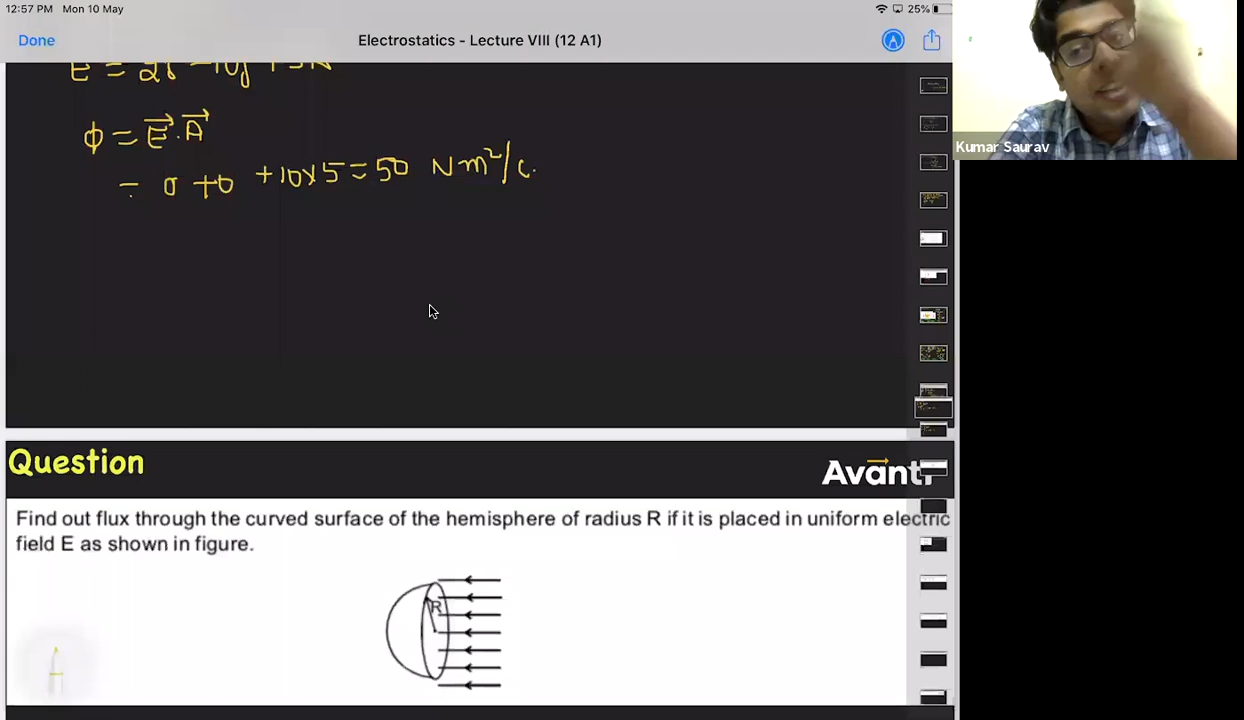 12:57 PM Mon 10 May
25%
Done
Electrostatics - Lecture VIII (12 A1)
Kumar Saurav
ϕ = E⃗ . A⃗
= 0 + 0 + 10 x 5 = 50 N m²/c.
Question
Avanti
Find out flux through the curved surface of the hemisphere of radius R if it is placed in uniform electric
field E as shown in figure.
R